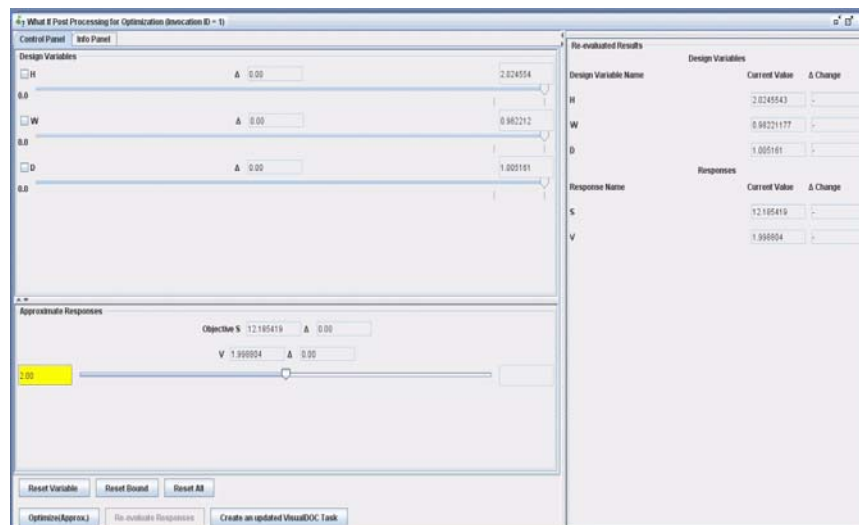 What If Post Processing for Optimization (Invocation ID = 1)
Control Panel Info Panel
Design Variables
H Δ 0.00 2.024554
0.0
W Δ 0.00 0.982212
0.0
D Δ 0.00 1.005161
0.0
Approximate Responses
Objective S 12.185419 Δ 0.00
V 1.998804 Δ 0.00
2.00
Reset Variable Reset Bound Reset All
Optimize(Approx.) Re-evaluate Responses Create an updated VisualDOC Task
Re-evaluated Results
Design Variables
Design Variable Name Current Value Δ Change
H 2.0245543 -
W 0.98221177 -
D 1.005161 -
Responses
Response Name Current Value Δ Change
S 12.185419 -
V 1.998804 -